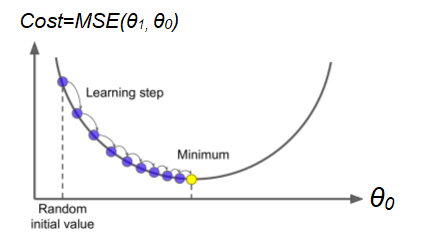 Cost=MSE(θ₁, θ₀)
Learning step
Minimum
θ₀
Random
initial value